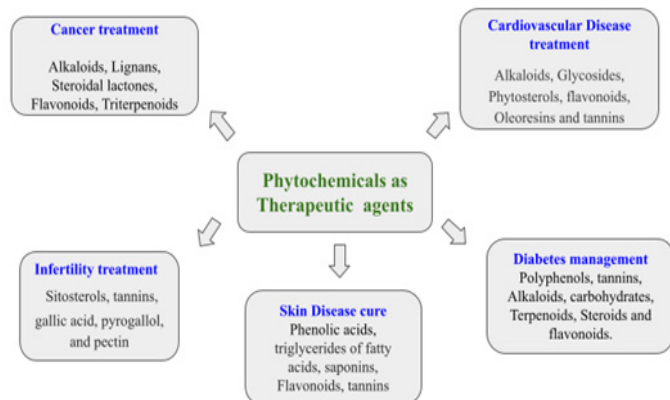 Cancer treatment
Alkaloids, Lignans,
Steroidal lactones,
Flavonoids, Triterpenoids
Cardiovascular Disease
treatment
Alkaloids, Glycosides,
Phytosterols, flavonoids,
Oleoresins and tannins
Phytochemicals as
Therapeutic agents
Infertility treatment
Sitosterols, tannins,
gallic acid, pyrogallol,
and pectin
Skin Disease cure
Phenolic acids,
triglycerides of fatty
acids, saponins,
Flavonoids, tannins
Diabetes management
Polyphenols, tannins,
Alkaloids, carbohydrates,
Terpenoids, Steroids and
flavonoids.